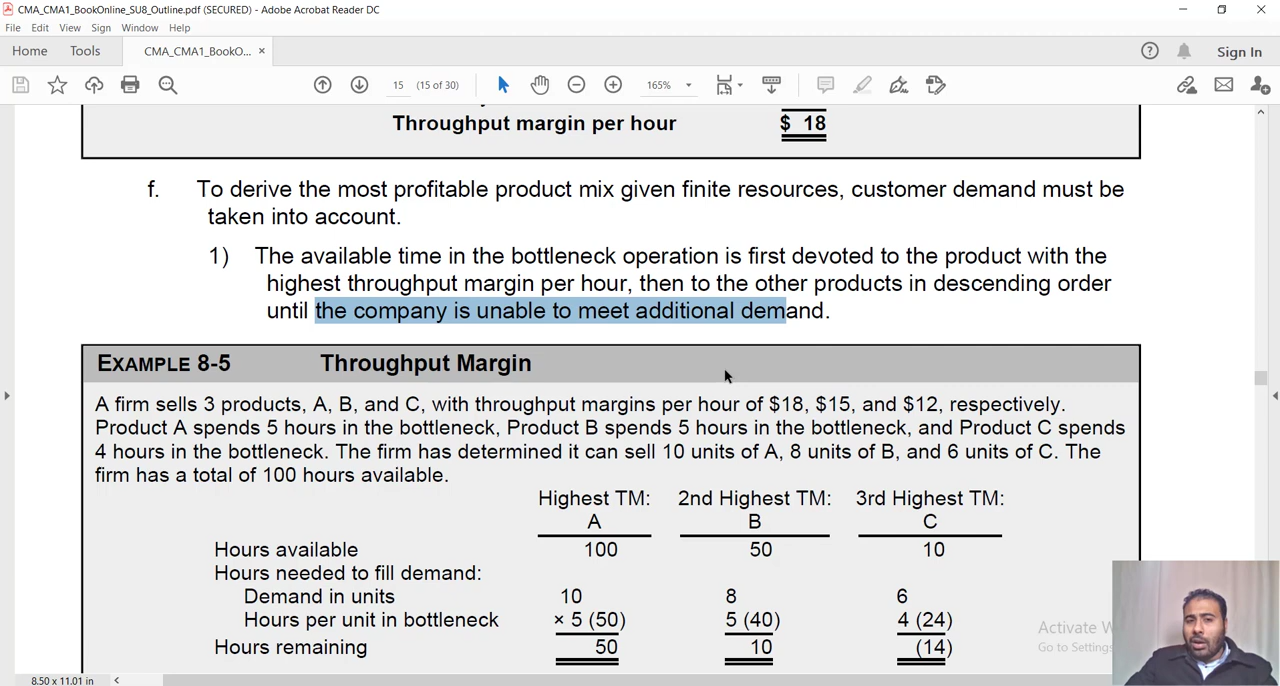 CMA_CMA1_BookOnline_SU8_Outline.pdf (SECURED) - Adobe Acrobat Reader DC
File Edit View Sign Window Help
Home Tools CMA_CMA1_BookO... × Sign In
15 (15 of 30) 165%
Throughput margin per hour $ 18
f. To derive the most profitable product mix given finite resources, customer demand must be
taken into account.
1) The available time in the bottleneck operation is first devoted to the product with the
highest throughput margin per hour, then to the other products in descending order
until the company is unable to meet additional demand.
EXAMPLE 8-5 Throughput Margin
A firm sells 3 products, A, B, and C, with throughput margins per hour of $18, $15, and $12, respectively.
Product A spends 5 hours in the bottleneck, Product B spends 5 hours in the bottleneck, and Product C spends
4 hours in the bottleneck. The firm has determined it can sell 10 units of A, 8 units of B, and 6 units of C. The
firm has a total of 100 hours available.
Highest TM: 2nd Highest TM: 3rd Highest TM:
A B C
Hours available 100 50 10
Hours needed to fill demand:
Demand in units 10 8 6
Hours per unit in bottleneck × 5 (50) 5 (40) 4 (24)
Hours remaining 50 10 (14)
Activate W
Go to Settings
8.50 x 11.01 in